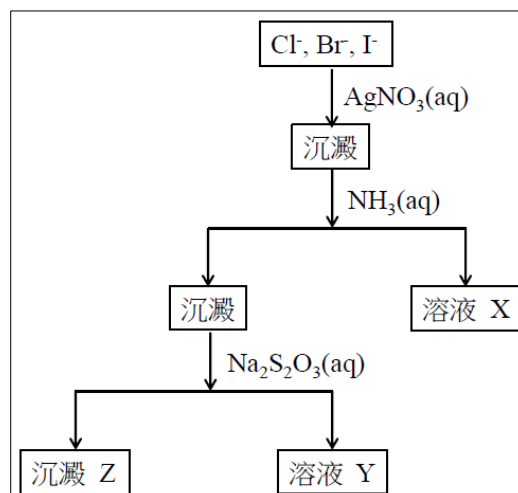 Cl⁻, Br⁻, I⁻
AgNO₃(aq)
沉澱
NH₃(aq)
沉澱
溶液 X
Na₂S₂O₃(aq)
沉澱 Z
溶液 Y